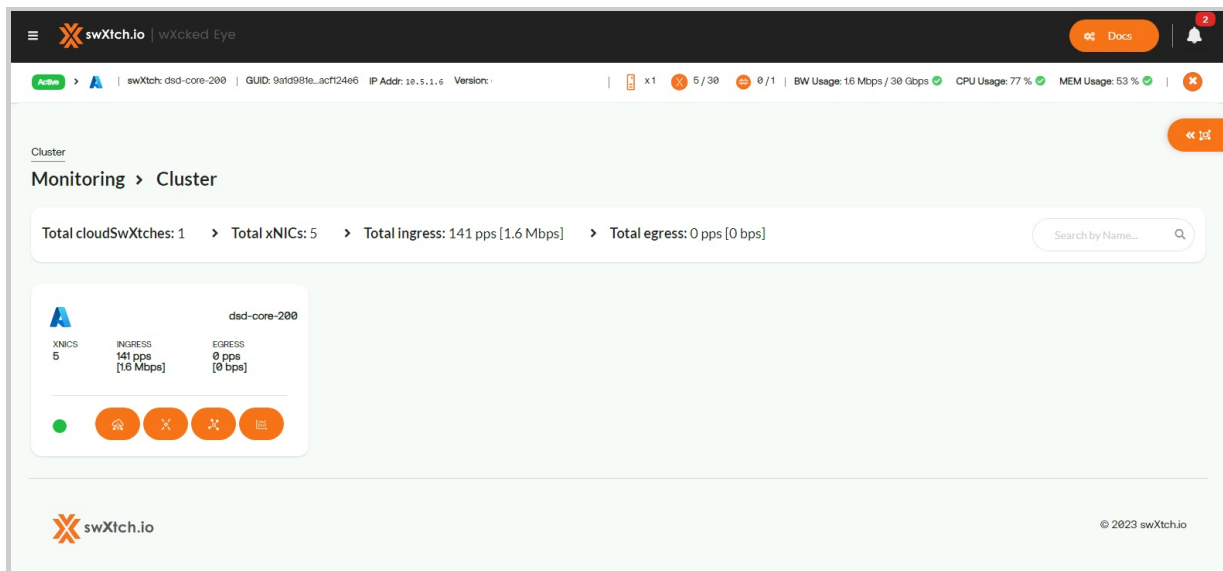 swXtch.io | wXcked Eye
Docs
2
Active > | swXtch: dsd-core-200 | GUID: 9a1d981e...acf124e6 IP Addr: 10.5.1.6 Version: | x1 5/30 0/1 | BW Usage: 1.6 Mbps / 30 Gbps CPU Usage: 77 % MEM Usage: 53 % |
Cluster
Monitoring > Cluster
Total cloudSwXtches: 1 > Total xNICs: 5 > Total ingress: 141 pps [1.6 Mbps] > Total egress: 0 pps [0 bps]
Search by Name...
dsd-core-200
XNICS INGRESS EGRESS
5 141 pps 0 pps
[1.6 Mbps] [0 bps]
swXtch.io
© 2023 swXtch.io